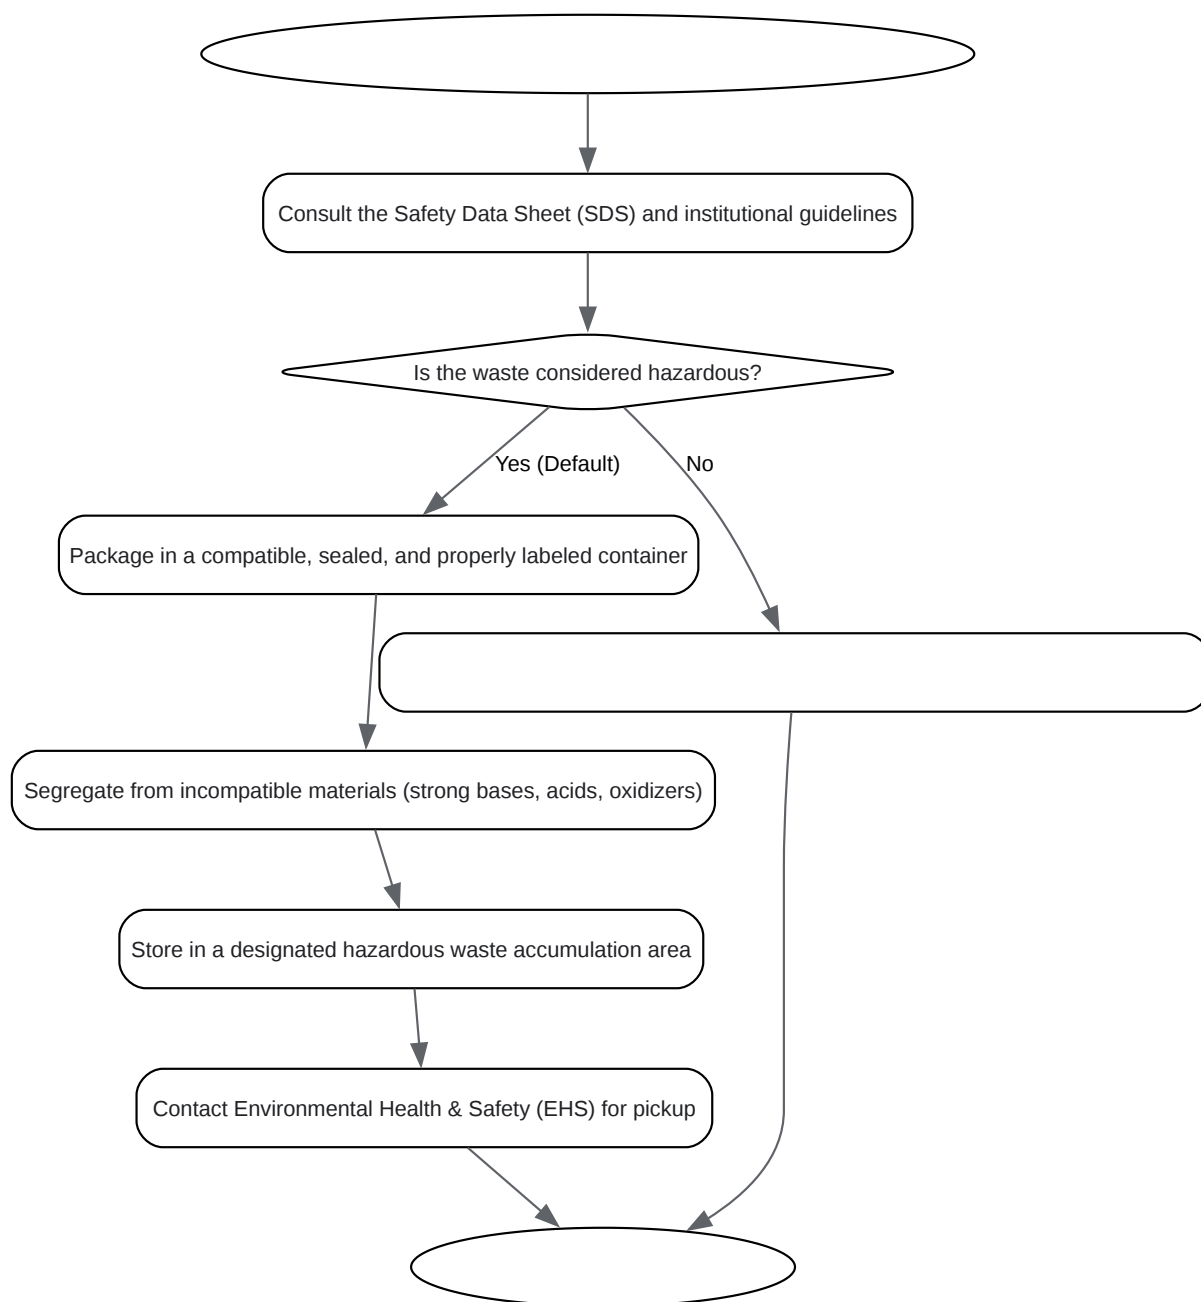 Consult the Safety Data Sheet (SDS) and institutional guidelines
Is the waste considered hazardous?
Yes (Default)
No
Package in a compatible, sealed, and properly labeled container
Segregate from incompatible materials (strong bases, acids, oxidizers)
Store in a designated hazardous waste accumulation area
Contact Environmental Health & Safety (EHS) for pickup